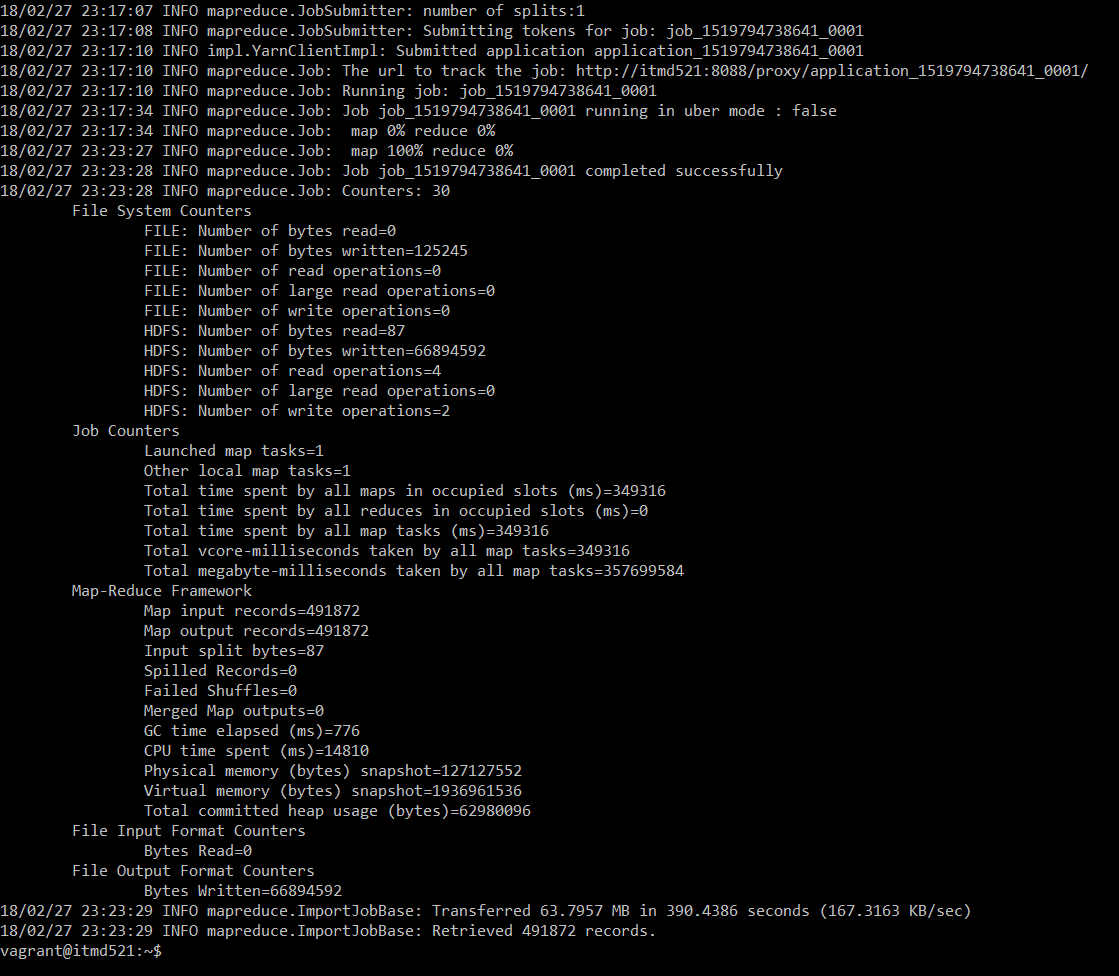 18/02/27 23:17:07 INFO mapreduce.JobSubmitter: number of splits:1
18/02/27 23:17:08 INFO mapreduce.JobSubmitter: Submitting tokens for job: job_1519794738641_0001
18/02/27 23:17:10 INFO impl.YarnClientImpl: Submitted application application_1519794738641_0001
18/02/27 23:17:10 INFO mapreduce.Job: The url to track the job: http://itmd521:8088/proxy/application_1519794738641_0001/
18/02/27 23:17:10 INFO mapreduce.Job: Running job: job_1519794738641_0001
18/02/27 23:17:34 INFO mapreduce.Job: Job job_1519794738641_0001 running in uber mode : false
18/02/27 23:17:34 INFO mapreduce.Job:  map 0% reduce 0%
18/02/27 23:23:27 INFO mapreduce.Job:  map 100% reduce 0%
18/02/27 23:23:28 INFO mapreduce.Job: Job job_1519794738641_0001 completed successfully
18/02/27 23:23:28 INFO mapreduce.Job: Counters: 30
File System Counters
FILE: Number of bytes read=0
FILE: Number of bytes written=125245
FILE: Number of read operations=0
FILE: Number of large read operations=0
FILE: Number of write operations=0
HDFS: Number of bytes read=87
HDFS: Number of bytes written=66894592
HDFS: Number of read operations=4
HDFS: Number of large read operations=0
HDFS: Number of write operations=2
Job Counters
Launched map tasks=1
Other local map tasks=1
Total time spent by all maps in occupied slots (ms)=349316
Total time spent by all reduces in occupied slots (ms)=0
Total time spent by all map tasks (ms)=349316
Total vcore-milliseconds taken by all map tasks=349316
Total megabyte-milliseconds taken by all map tasks=357699584
Map-Reduce Framework
Map input records=491872
Map output records=491872
Input split bytes=87
Spilled Records=0
Failed Shuffles=0
Merged Map outputs=0
GC time elapsed (ms)=776
CPU time spent (ms)=14810
Physical memory (bytes) snapshot=127127552
Virtual memory (bytes) snapshot=1936961536
Total committed heap usage (bytes)=62980096
File Input Format Counters
Bytes Read=0
File Output Format Counters
Bytes Written=66894592
18/02/27 23:23:29 INFO mapreduce.ImportJobBase: Transferred 63.7957 MB in 390.4386 seconds (167.3163 KB/sec)
18/02/27 23:23:29 INFO mapreduce.ImportJobBase: Retrieved 491872 records.
vagrant@itmd521:~$